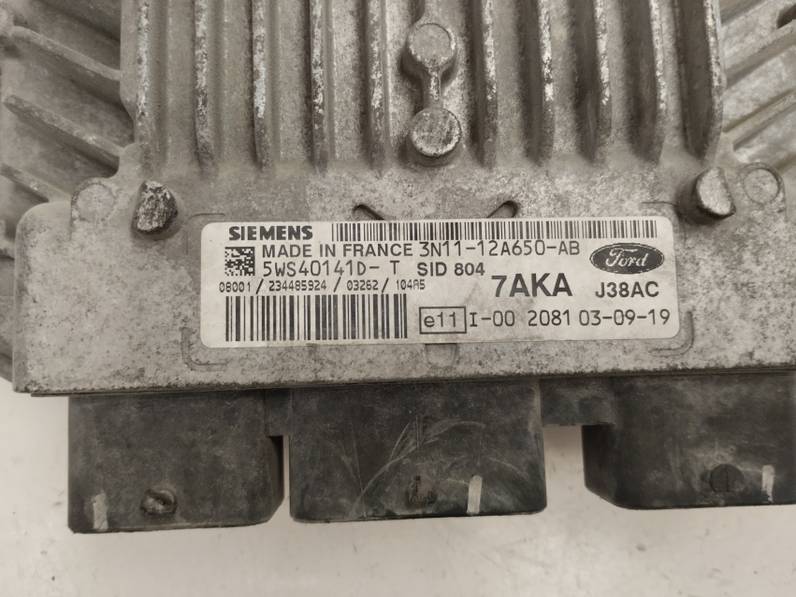 SIEMENS
MADE IN FRANCE 3N11-12A650-AB
5WS40141D-T SID 804
Ford
08001 / 234485924 / 03262 / 104A5
7AKA J38AC
e11 I-00 2081 03-09-19